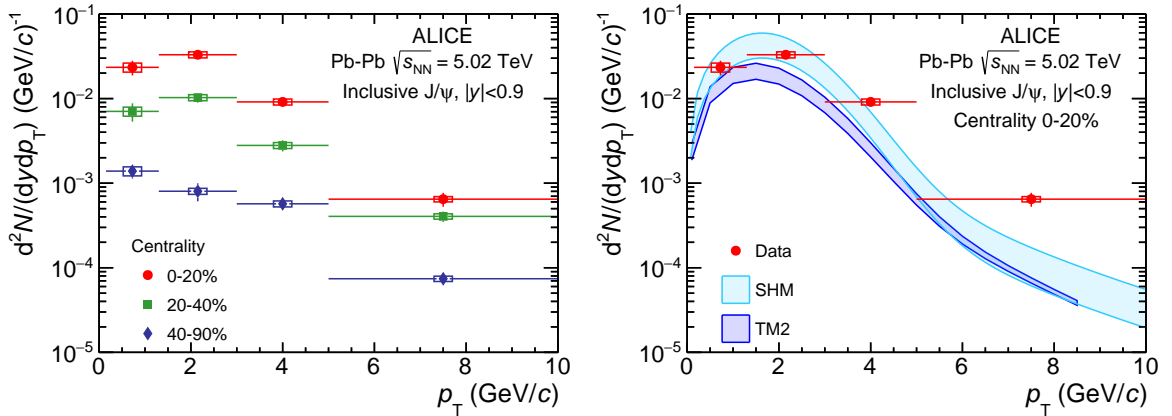 ALICE
Pb-Pb √sNN = 5.02 TeV
Inclusive J/ψ, |y|<0.9
d²N/(dydpT) (GeV/c)⁻¹
10⁻¹
10⁻²
10⁻³
10⁻⁴
10⁻⁵
Centrality
0-20%
20-40%
40-90%
0 2 4 6 8 10
pT (GeV/c)
ALICE
Pb-Pb √sNN = 5.02 TeV
Inclusive J/ψ, |y|<0.9
Centrality 0-20%
d²N/(dydpT) (GeV/c)⁻¹
10⁻¹
10⁻²
10⁻³
10⁻⁴
10⁻⁵
Data
SHM
TM2
0 2 4 6 8 10
pT (GeV/c)